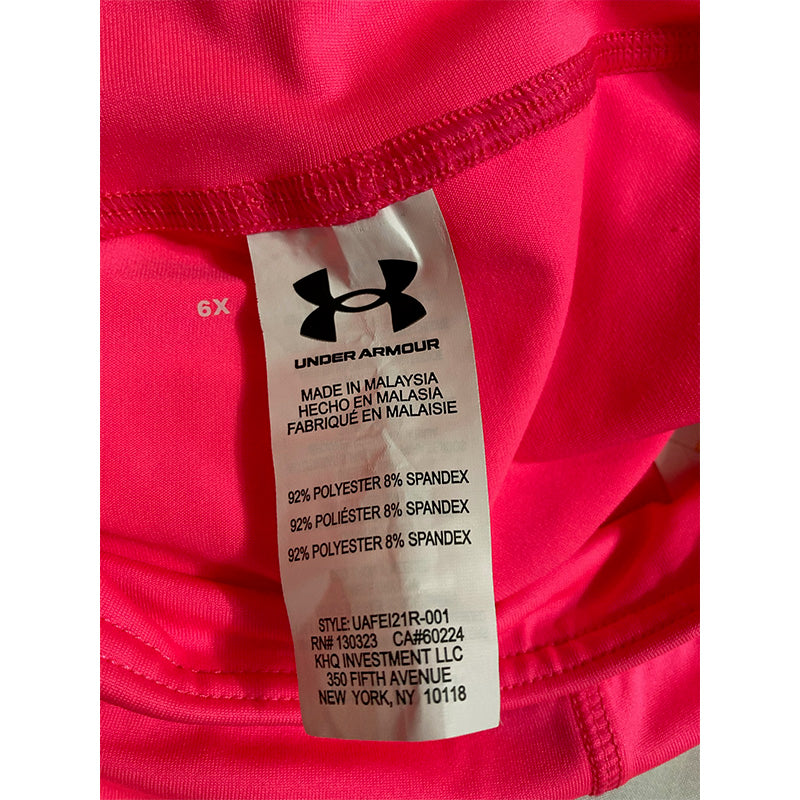 6X
UNDER ARMOUR
MADE IN MALAYSIA
HECHO EN MALASIA
FABRIQUÉ EN MALAISIE
92% POLYESTER 8% SPANDEX
92% POLIÉSTER 8% SPANDEX
92% POLYESTER 8% SPANDEX
STYLE: UAFEI21R-001
RN# 130323 CA#60224
KHQ INVESTMENT LLC
350 FIFTH AVENUE
NEW YORK, NY 10118